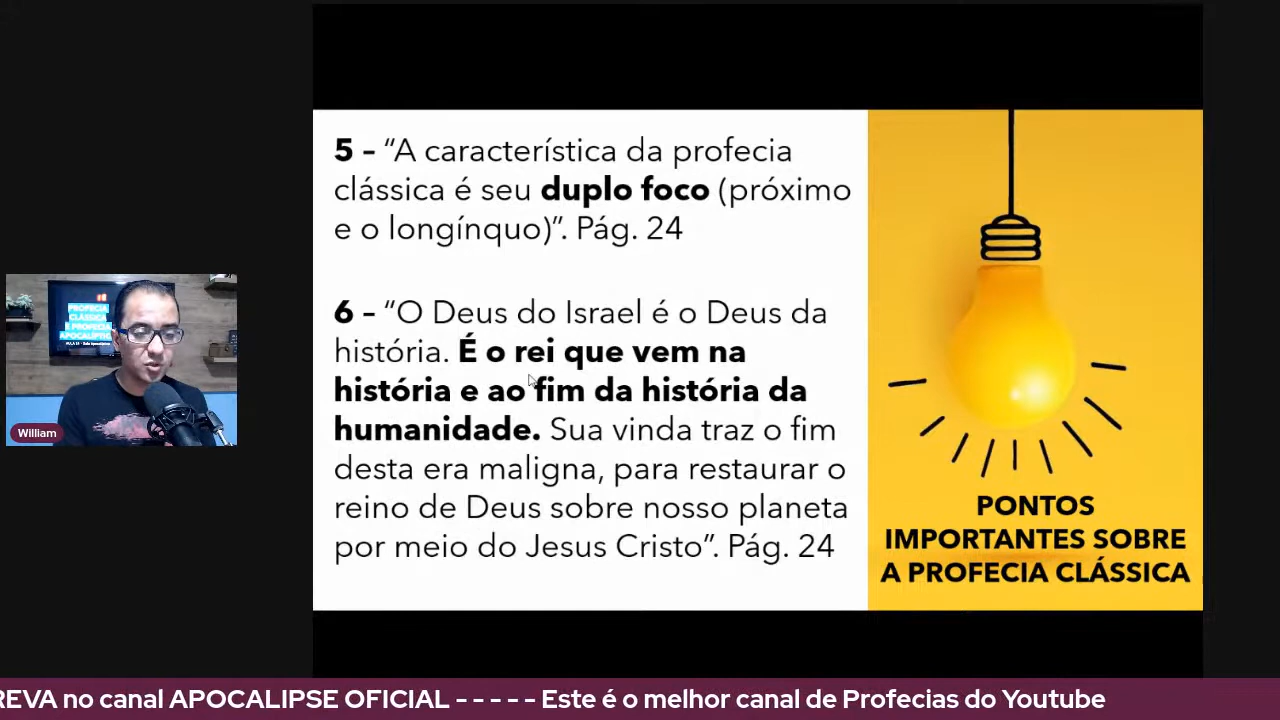 5 – “A característica da profecia
clássica é seu duplo foco (próximo
e o longínquo)”. Pág. 24
6 – “O Deus do Israel é o Deus da
história. É o rei que vem na
história e ao fim da história da
humanidade. Sua vinda traz o fim
desta era maligna, para restaurar o
reino de Deus sobre nosso planeta
por meio do Jesus Cristo”. Pág. 24
PONTOS
IMPORTANTES SOBRE
A PROFECIA CLÁSSICA
PROFECIA
CLÁSSICA
E PROFECIA
William
REVA no canal APOCALIPSE OFICIAL - - - - - Este é o melhor canal de Profecias do Youtube